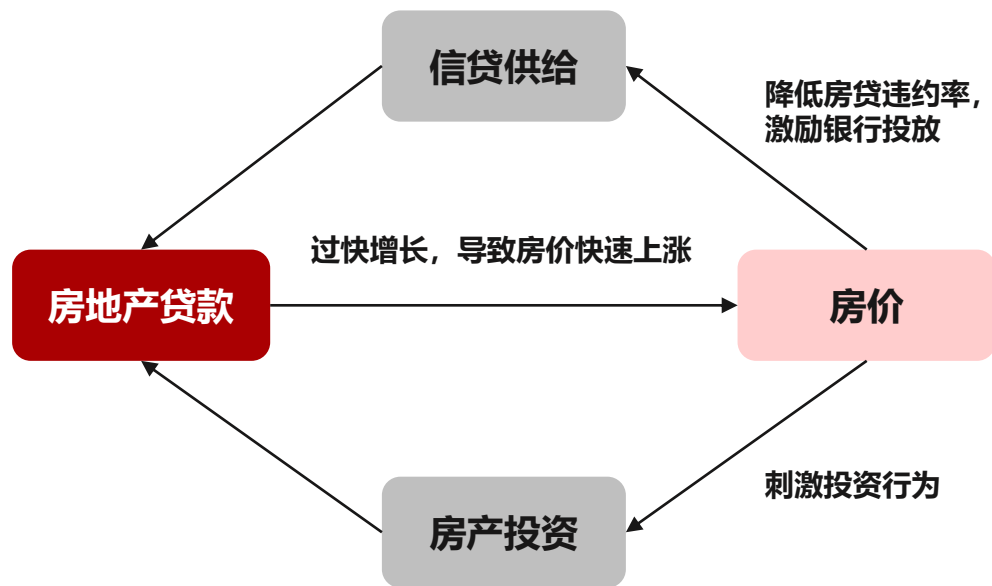 信贷供给
降低房贷违约率，
激励银行投放
过快增长，导致房价快速上涨
房地产贷款
房价
刺激投资行为
房产投资